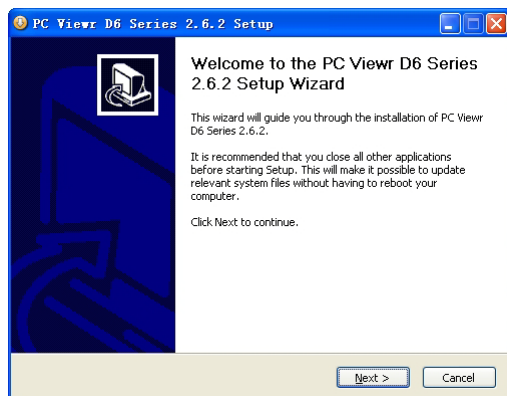 PC Viewr D6 Series 2.6.2 Setup
Welcome to the PC Viewr D6 Series
2.6.2 Setup Wizard
This wizard will guide you through the installation of PC Viewr
D6 Series 2.6.2.
It is recommended that you close all other applications
before starting Setup. This will make it possible to update
relevant system files without having to reboot your
computer.
Click Next to continue.
Next >
Cancel